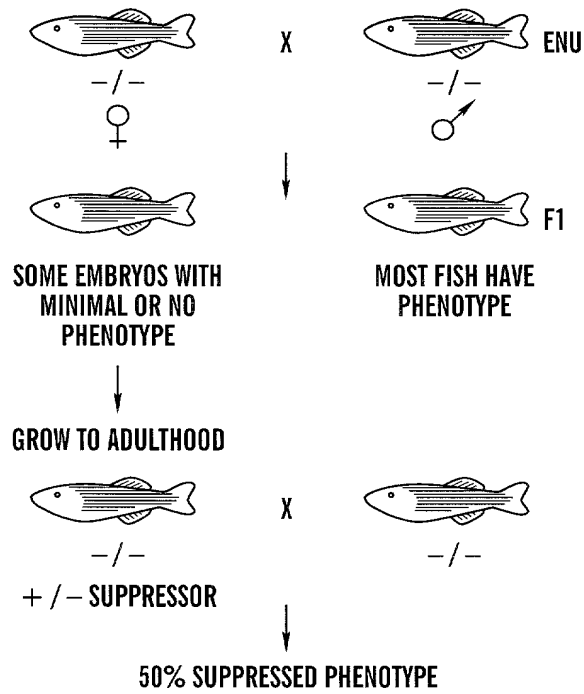 X ENU
–/– –/–
♀ ♂
F1
SOME EMBRYOS WITH
MINIMAL OR NO
PHENOTYPE
MOST FISH HAVE
PHENOTYPE
GROW TO ADULTHOOD
X
–/– –/–
+/– SUPPRESSOR
50% SUPPRESSED PHENOTYPE